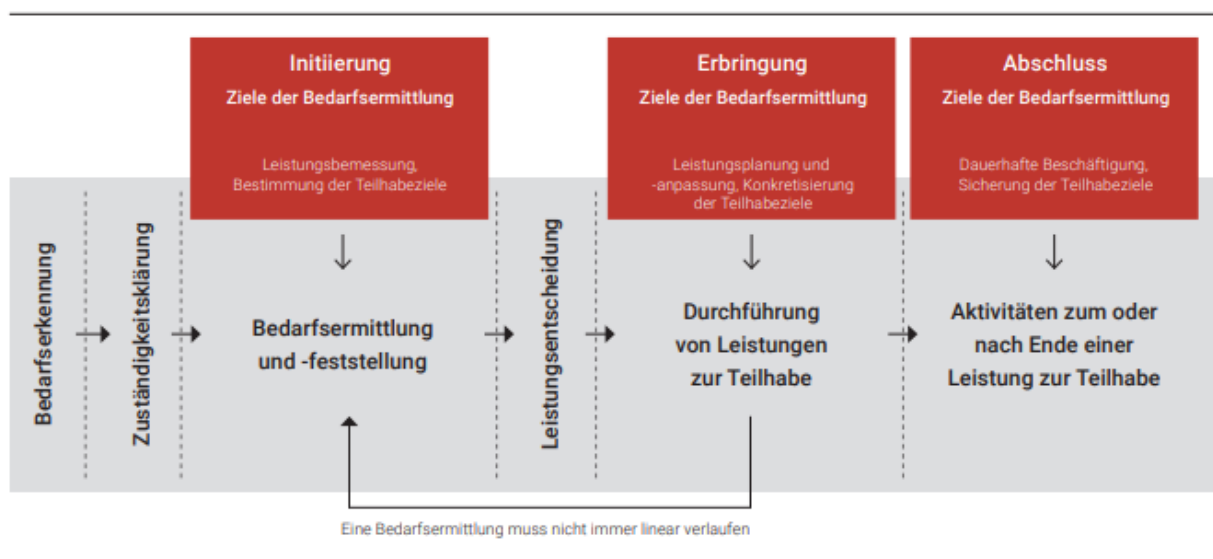 Initiierung
Ziele der Bedarfsermittlung
Leistungsbemessung,
Bestimmung der Teilhabeziele
Erbringung
Ziele der Bedarfsermittlung
Leistungsplanung und
-anpassung, Konkretisierung
der Teilhabeziele
Abschluss
Ziele der Bedarfsermittlung
Dauerhafte Beschäftigung,
Sicherung der Teilhabeziele
Bedarfserkennung
Zuständigkeitsklärung
Bedarfsermittlung
und -feststellung
Leistungsentscheidung
Durchführung
von Leistungen
zur Teilhabe
Aktivitäten zum oder
nach Ende einer
Leistung zur Teilhabe
Eine Bedarfsermittlung muss nicht immer linear verlaufen